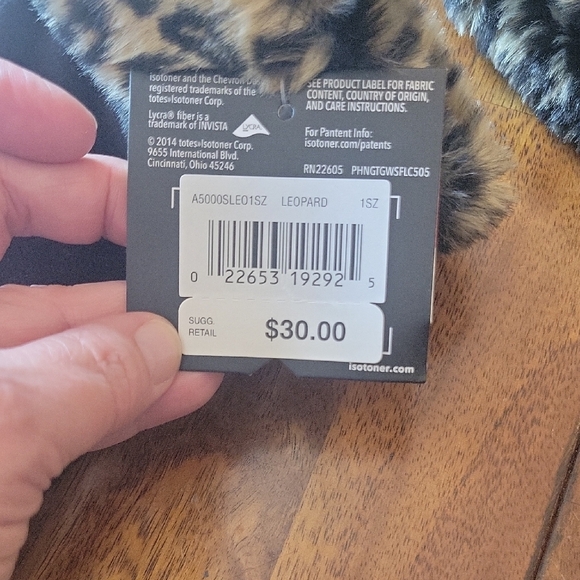 Isotoner and the Chevron
registered trademarks of the
totes»Isotoner Corp.
Lycra® fiber is a
trademark of INVISTA
LYCRA
© 2014 totes»Isotoner Corp.
9655 International Blvd.
Cincinnati, Ohio 45246
SEE PRODUCT LABEL FOR FABRIC
CONTENT, COUNTRY OF ORIGIN,
AND CARE INSTRUCTIONS.
For Pantent Info:
isotoner.com/patents
RN22605 PHNGTGWSFLC505
A5000SLEO1SZ LEOPARD 1SZ
0 22653 19292 5
SUGG
RETAIL
$30.00
isotoner.com